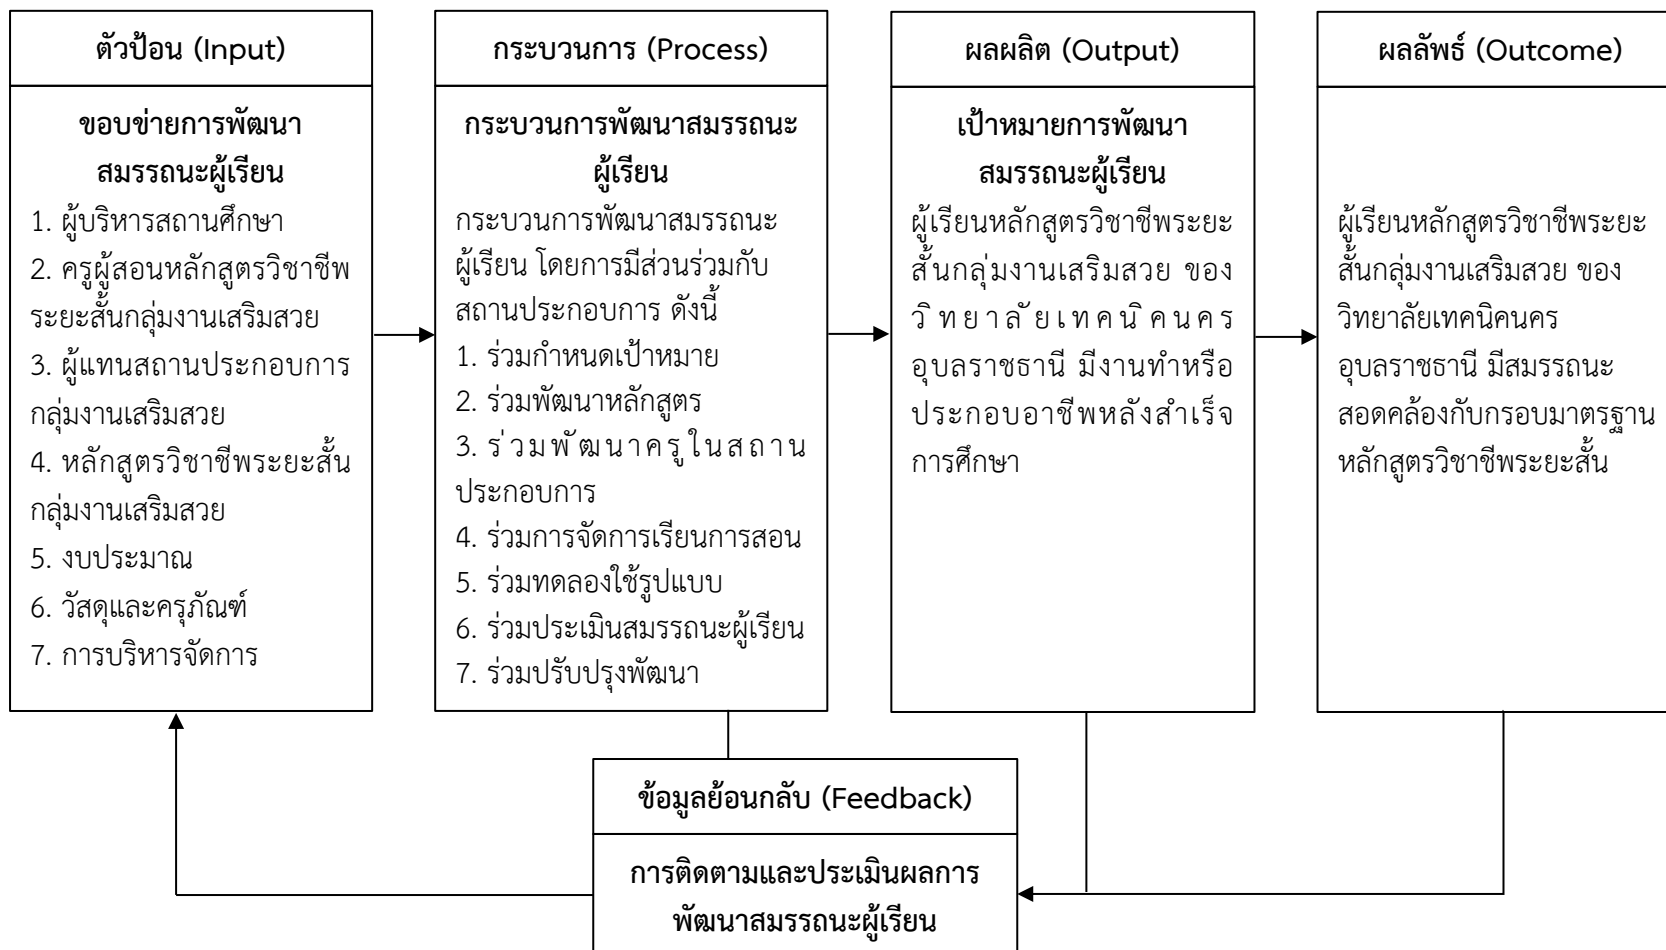 ตัวป้อน (Input)
ขอบข่ายการพัฒนา
สมรรถนะผู้เรียน
1. ผู้บริหารสถานศึกษา
2. ครูผู้สอนหลักสูตรวิชาชีพ
ระยะสั้นกลุ่มงานเสริมสวย
3. ผู้แทนสถานประกอบการ
กลุ่มงานเสริมสวย
4. หลักสูตรวิชาชีพระยะสั้น
กลุ่มงานเสริมสวย
5. งบประมาณ
6. วัสดุและครุภัณฑ์
7. การบริหารจัดการ
กระบวนการ (Process)
กระบวนการพัฒนาสมรรถนะ
ผู้เรียน
กระบวนการพัฒนาสมรรถนะ
ผู้เรียน โดยการมีส่วนร่วมกับ
สถานประกอบการ ดังนี้
1. ร่วมกำหนดเป้าหมาย
2. ร่วมพัฒนาหลักสูตร
3. ร่วมพัฒนาครูในสถาน
ประกอบการ
4. ร่วมการจัดการเรียนการสอน
5. ร่วมทดลองใช้รูปแบบ
6. ร่วมประเมินสมรรถนะผู้เรียน
7. ร่วมปรับปรุงพัฒนา
ผลผลิต (Output)
เป้าหมายการพัฒนา
สมรรถนะผู้เรียน
ผู้เรียนหลักสูตรวิชาชีพระยะ
สั้นกลุ่มงานเสริมสวย ของ
วิทยาลัยเทคนิคนคร
อุบลราชธานี มีงานทำหรือ
ประกอบอาชีพหลังสำเร็จ
การศึกษา
ผลลัพธ์ (Outcome)
ผู้เรียนหลักสูตรวิชาชีพระยะ
สั้นกลุ่มงานเสริมสวย ของ
วิทยาลัยเทคนิคนคร
อุบลราชธานี มีสมรรถนะ
สอดคล้องกับกรอบมาตรฐาน
หลักสูตรวิชาชีพระยะสั้น
ข้อมูลย้อนกลับ (Feedback)
การติดตามและประเมินผลการ
พัฒนาสมรรถนะผู้เรียน